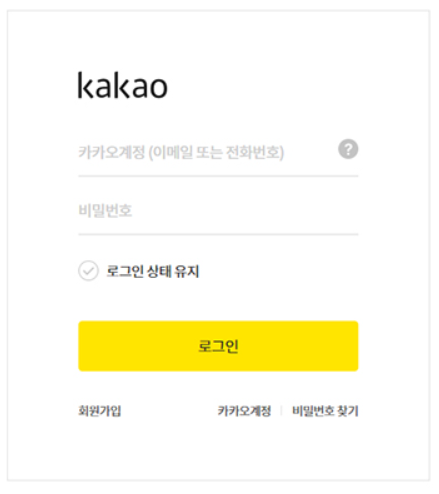 kakao
카카오계정 (이메일 또는 전화번호) ?
비밀번호
로그인 상태 유지
로그인
회원가입 카카오계정 | 비밀번호 찾기